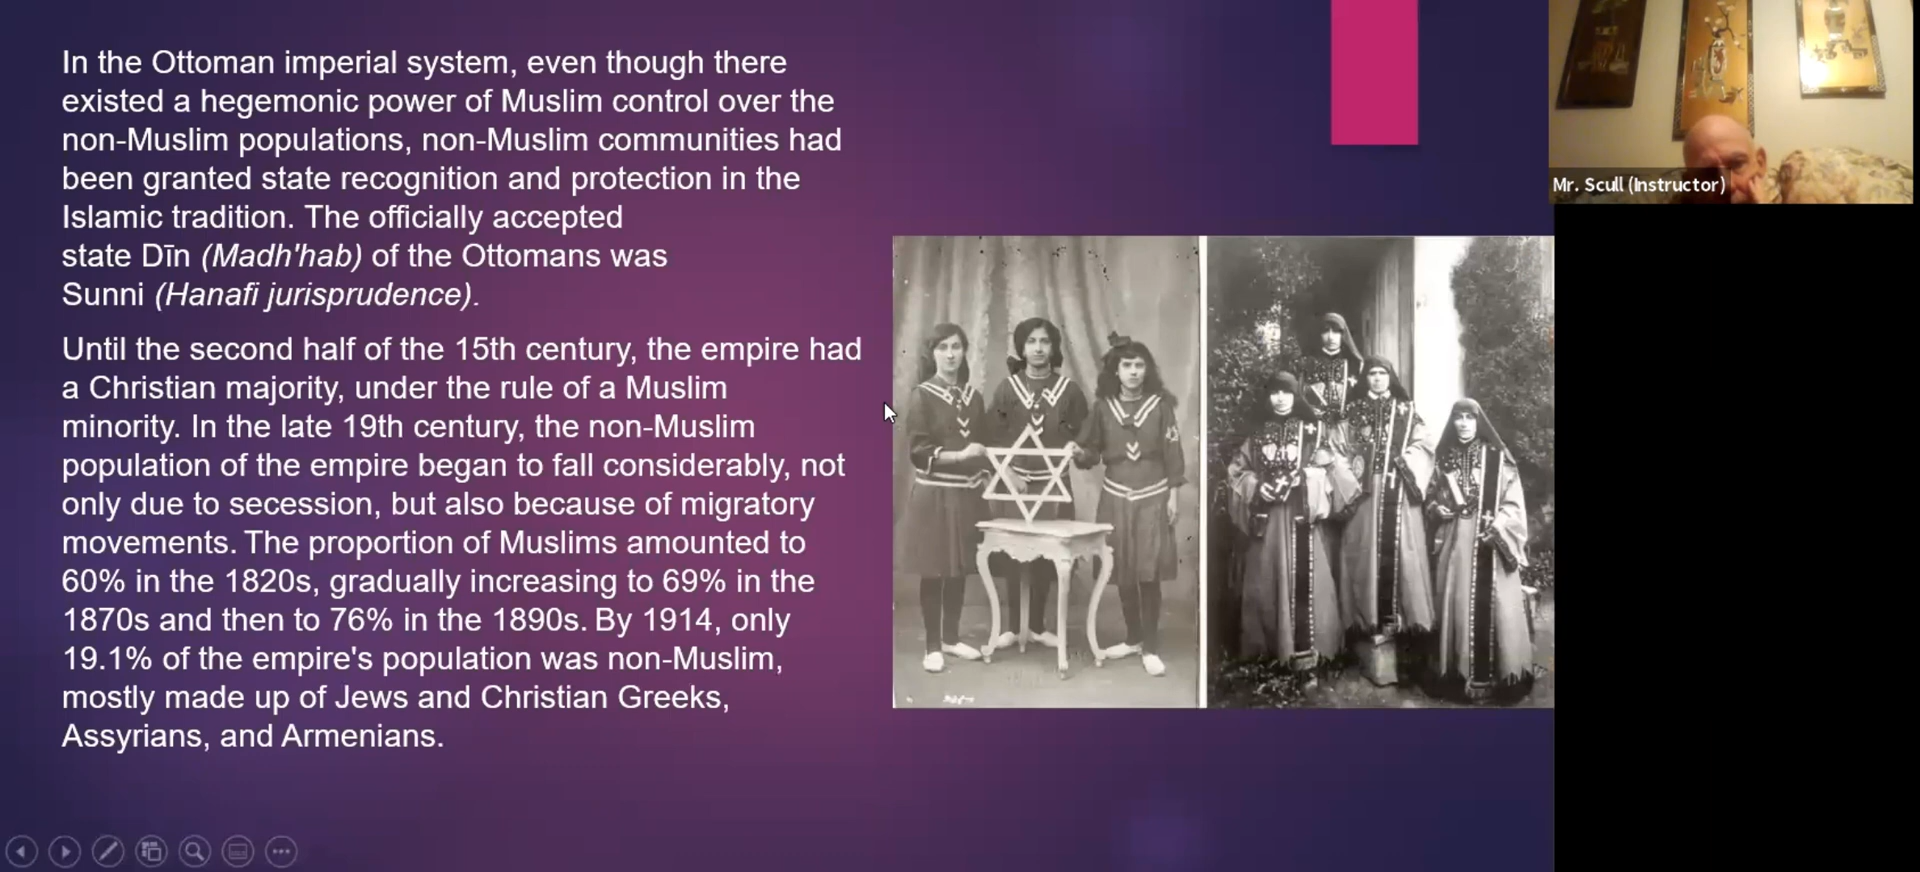 In the Ottoman imperial system, even though there
existed a hegemonic power of Muslim control over the
non-Muslim populations, non-Muslim communities had
been granted state recognition and protection in the
Islamic tradition. The officially accepted
state Dīn (Madh'hab) of the Ottomans was
Sunni (Hanafi jurisprudence).
Until the second half of the 15th century, the empire had
a Christian majority, under the rule of a Muslim
minority. In the late 19th century, the non-Muslim
population of the empire began to fall considerably, not
only due to secession, but also because of migratory
movements. The proportion of Muslims amounted to
60% in the 1820s, gradually increasing to 69% in the
1870s and then to 76% in the 1890s. By 1914, only
19.1% of the empire's population was non-Muslim,
mostly made up of Jews and Christian Greeks,
Assyrians, and Armenians.
Mr. Scull (Instructor)